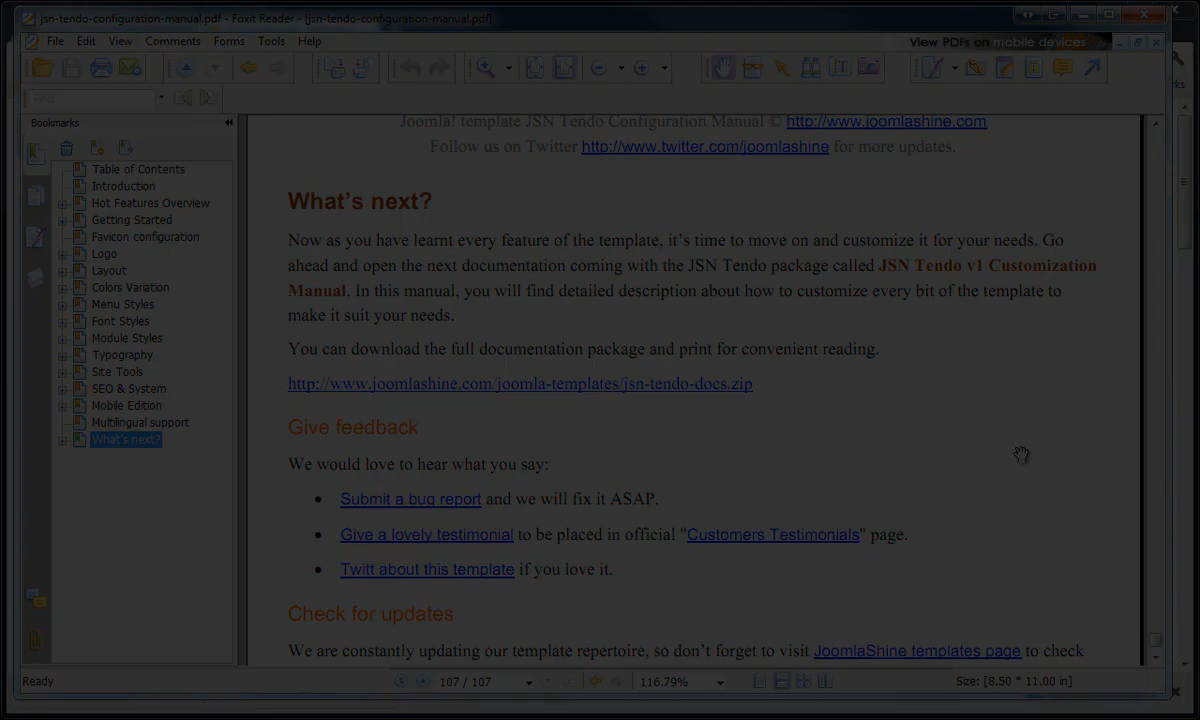 jsn-tendo-configuration-manual.pdf - Foxit Reader - [jsn-tendo-configuration-manual.pdf]
File Edit View Comments Forms Tools Help
View PDFs on mobile devices
Find
Bookmarks
Table of Contents
Introduction
Hot Features Overview
Getting Started
Favicon configuration
Logo
Layout
Colors Variation
Menu Styles
Font Styles
Module Styles
Typography
Site Tools
SEO & System
Mobile Edition
Multilingual support
What's next?
Joomla! template JSN Tendo Configuration Manual © http://www.joomlashine.com
Follow us on Twitter http://www.twitter.com/joomlashine for more updates.
What's next?
Now as you have learnt every feature of the template, it's time to move on and customize it for your needs. Go
ahead and open the next documentation coming with the JSN Tendo package called JSN Tendo v1 Customization
Manual. In this manual, you will find detailed description about how to customize every bit of the template to
make it suit your needs.
You can download the full documentation package and print for convenient reading.
http://www.joomlashine.com/joomla-templates/jsn-tendo-docs.zip
Give feedback
We would love to hear what you say:
• Submit a bug report and we will fix it ASAP.
• Give a lovely testimonial to be placed in official "Customers Testimonials" page.
• Twitt about this template if you love it.
Check for updates
We are constantly updating our template repertoire, so don't forget to visit JoomlaShine templates page to check
Ready
107 / 107
116.79%
Size: [8.50 * 11.00 in]